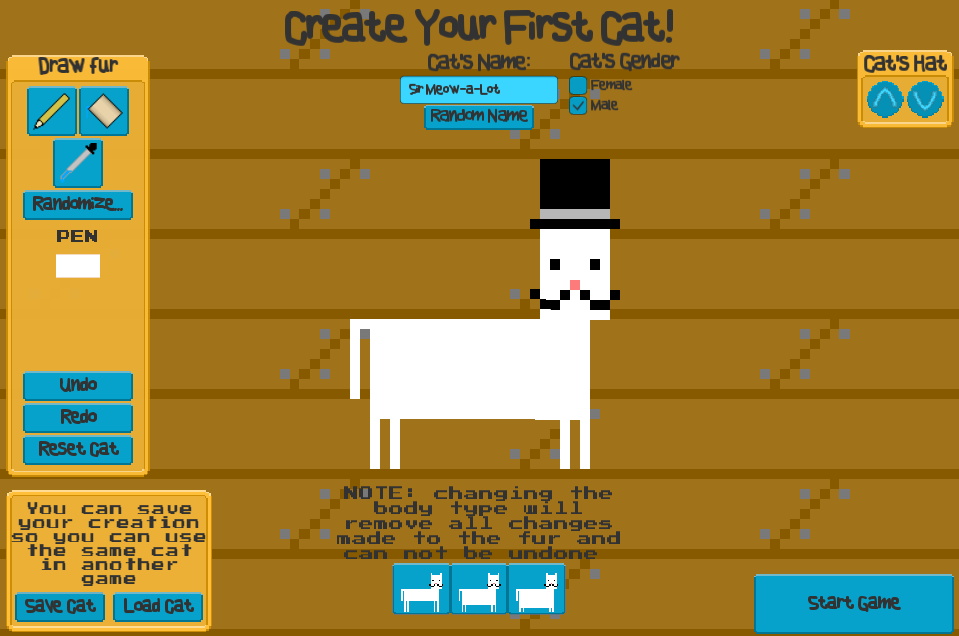 Create Your First Cat!
Draw fur
Cat's Name:
Cat's Gender
Cat's Hat
Sir Meow-a-Lot
Female
Male
Random Name
Randomize...
PEN
Undo
Redo
Reset Cat
NOTE: changing the
body type will
remove all changes
made to the fur and
can not be undone
You can save
your creation
so you can use
the same cat
in another
game
Save Cat
Load Cat
Start Game